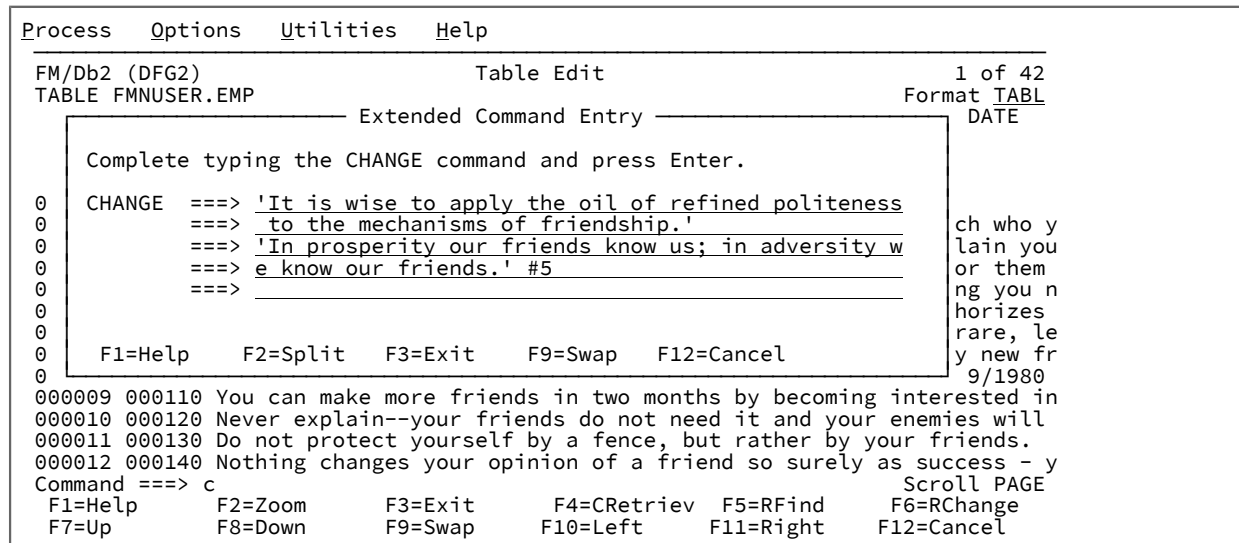 Process Options Utilities Help
FM/Db2 (DFG2) Table Edit 1 of 42
TABLE FMNUSER.EMP Format TABL
Extended Command Entry DATE
Complete typing the CHANGE command and press Enter.
0 CHANGE ===> 'It is wise to apply the oil of refined politeness
0 ===> to the mechanisms of friendship.' ch who y
0 ===> 'In prosperity our friends know us; in adversity w lain you
0 ===> e know our friends.' #5 or them
0 ===> ng you n
0 horizes
0 rare, le
0 F1=Help F2=Split F3=Exit F9=Swap F12=Cancel y new fr
0 9/1980
000009 000110 You can make more friends in two months by becoming interested in
000010 000120 Never explain--your friends do not need it and your enemies will
000011 000130 Do not protect yourself by a fence, but rather by your friends.
000012 000140 Nothing changes your opinion of a friend so surely as success – y
Command ===> c Scroll PAGE
F1=Help F2=Zoom F3=Exit F4=CRetriev F5=RFind F6=RChange
F7=Up F8=Down F9=Swap F10=Left F11=Right F12=Cancel